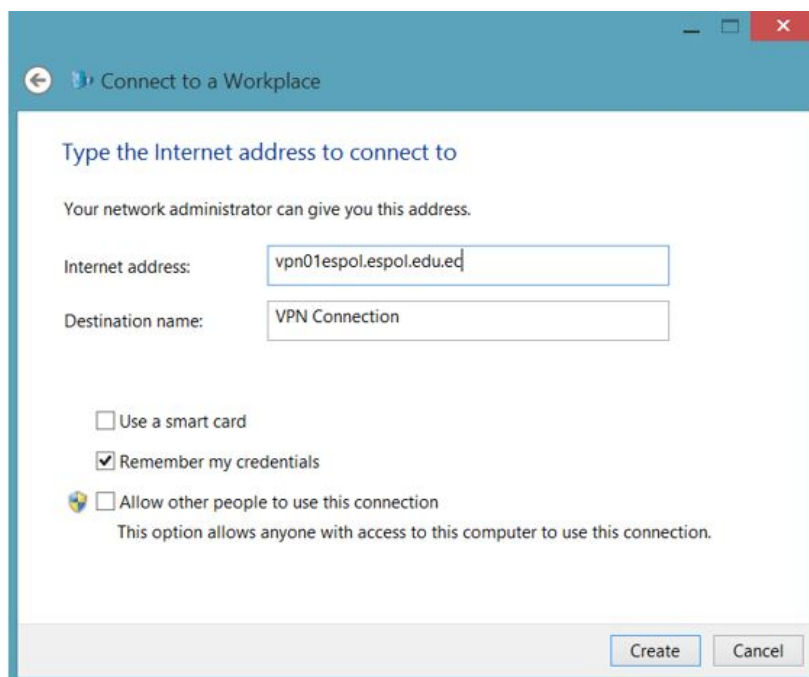 Connect to a Workplace
Type the Internet address to connect to
Your network administrator can give you this address.
Internet address: vpn01espol.espol.edu.ec
Destination name: VPN Connection
Use a smart card
Remember my credentials
Allow other people to use this connection
This option allows anyone with access to this computer to use this connection.
Create Cancel